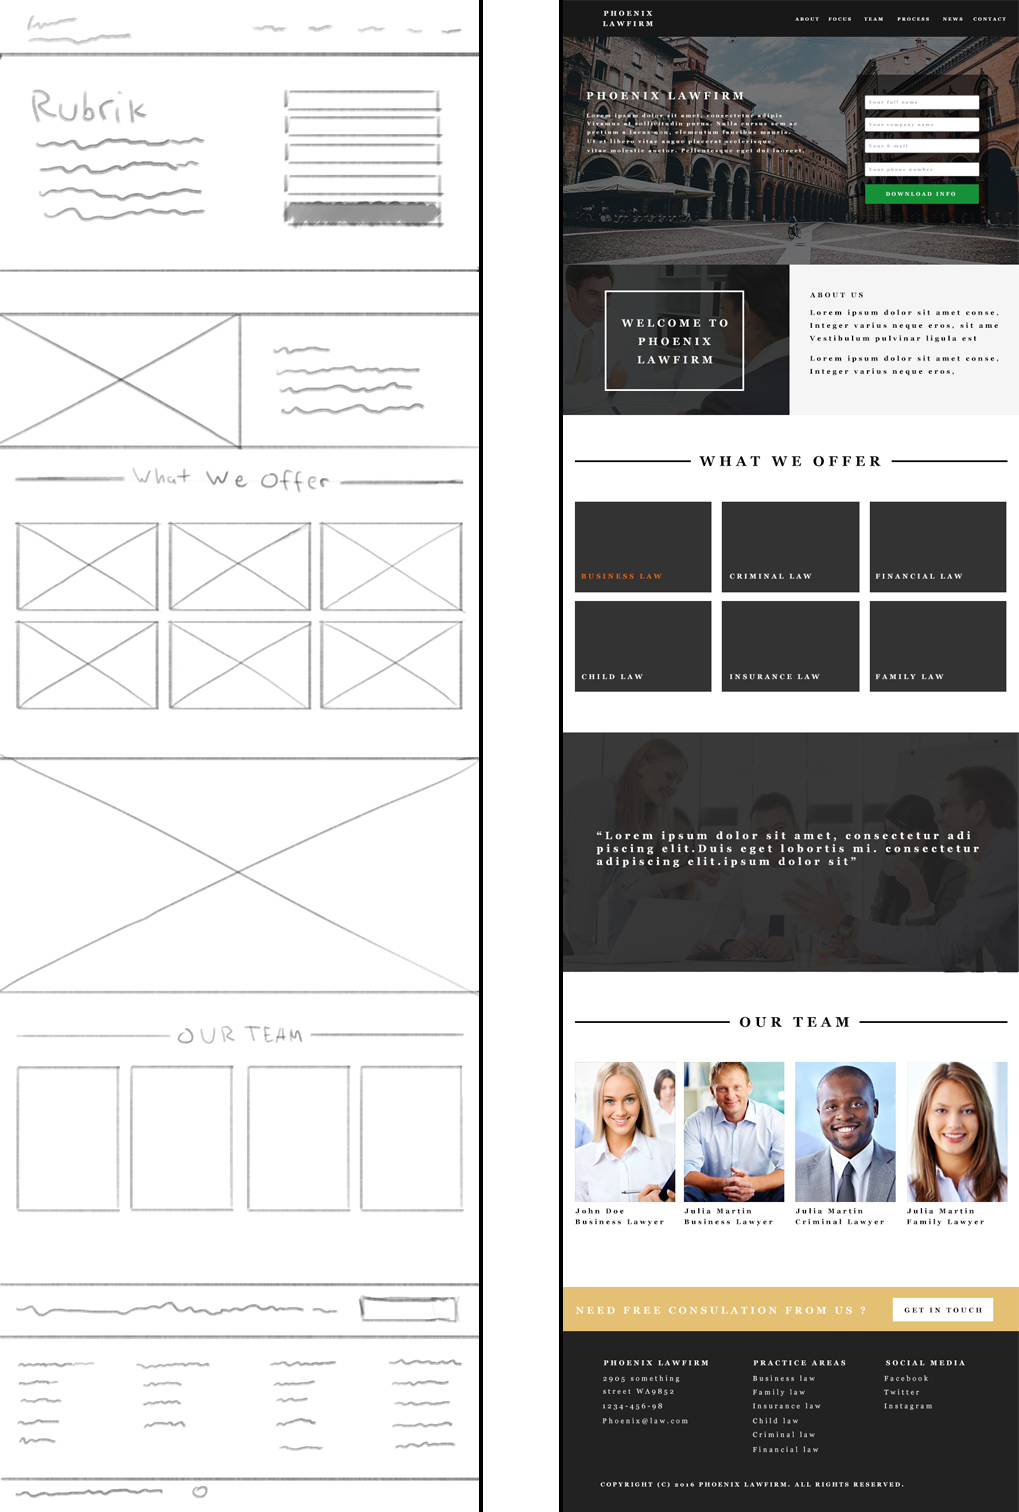 Rubrik
What We Offer
OUR TEAM
PHOENIX
LAWFIRM
ABOUT FOCUS TEAM PROCESS NEWS CONTACT
PHOENIX LAWFIRM
Lorem ipsum dolor sit amet, consectetur adipis
Vivamus at sollicitudin purus. Nulla cursus sem ac
pretium a lacus non, elementum faucibus mauris.
Ut et libero vitae augue placerat scelerisque.
vitae molestie auctor. Pellentesque eget dui laoreet,
Your full name
Your company name
Your E-mail
Your phone number
DOWNLOAD INFO
WELCOME TO
PHOENIX
LAWFIRM
ABOUT US
Lorem ipsum dolor sit amet conse,
Integer varius neque eros, sit ame
Vestibulum pulvinar ligula est
Lorem ipsum dolor sit amet conse,
Integer varius neque eros,
WHAT WE OFFER
BUSINESS LAW
CRIMINAL LAW
FINANCIAL LAW
CHILD LAW
INSURANCE LAW
FAMILY LAW
“Lorem ipsum dolor sit amet, consectetur adi
piscing elit.Duis eget lobortis mi. consectetur
adipiscing elit.ipsum dolor sit”
OUR TEAM
John Doe
Business Lawyer
Julia Martin
Business Lawyer
Julia Martin
Criminal Lawyer
Julia Martin
Family Lawyer
NEED FREE CONSULATION FROM US ?
GET IN TOUCH
PHOENIX LAWFIRM
2905 something
street WA9852
1234-456-98
Phoenix@law.com
PRACTICE AREAS
Business law
Family law
Insurance law
Child law
Criminal law
Financial law
SOCIAL MEDIA
Facebook
Twitter
Instagram
COPYRIGHT (C) 2016 PHOENIX LAWFIRM. ALL RIGHTS RESERVED.